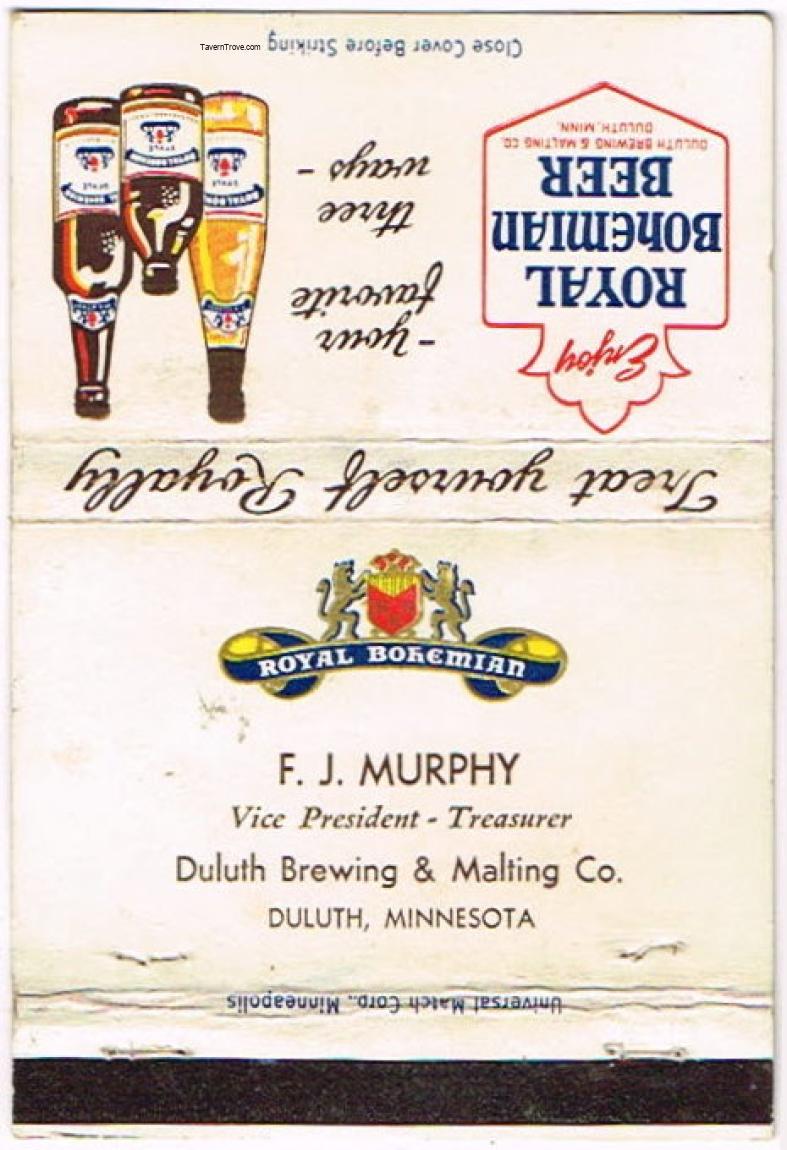 TavernTrove.com
Close Cover Before Striking
Enjoy
ROYAL
BOHEMIAN
BEER
DULUTH BREWING & MALTING CO.
DULUTH, MINN.
- your
favorite
three
ways -
Treat yourself Royally
ROYAL BOHEMIAN
F. J. MURPHY
Vice President - Treasurer
Duluth Brewing & Malting Co.
DULUTH, MINNESOTA
Universal Match Corp., Minneapolis